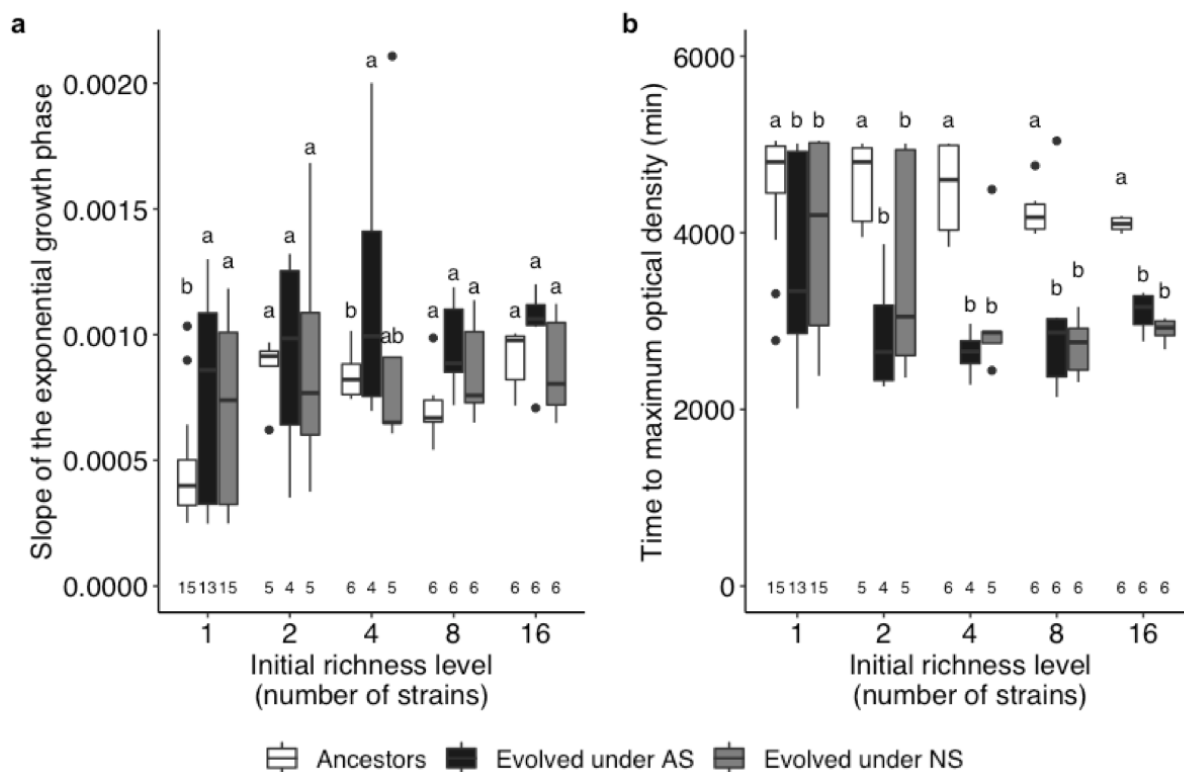 a
Slope of the exponential growth phase
0.0020
0.0015
0.0010
0.0005
0.0000
b a a
a a a
b a ab
a a a
a a a
15 13 15 5 4 5 6 4 5 6 6 6 6 6 6
1 2 4 8 16
Initial richness level
(number of strains)
b
Time to maximum optical density (min)
6000
4000
2000
0
a b b
a b b
a b b
a b b
a b b
15 13 15 5 4 5 6 4 5 6 6 6 6 6 6
1 2 4 8 16
Initial richness level
(number of strains)
Ancestors Evolved under AS Evolved under NS